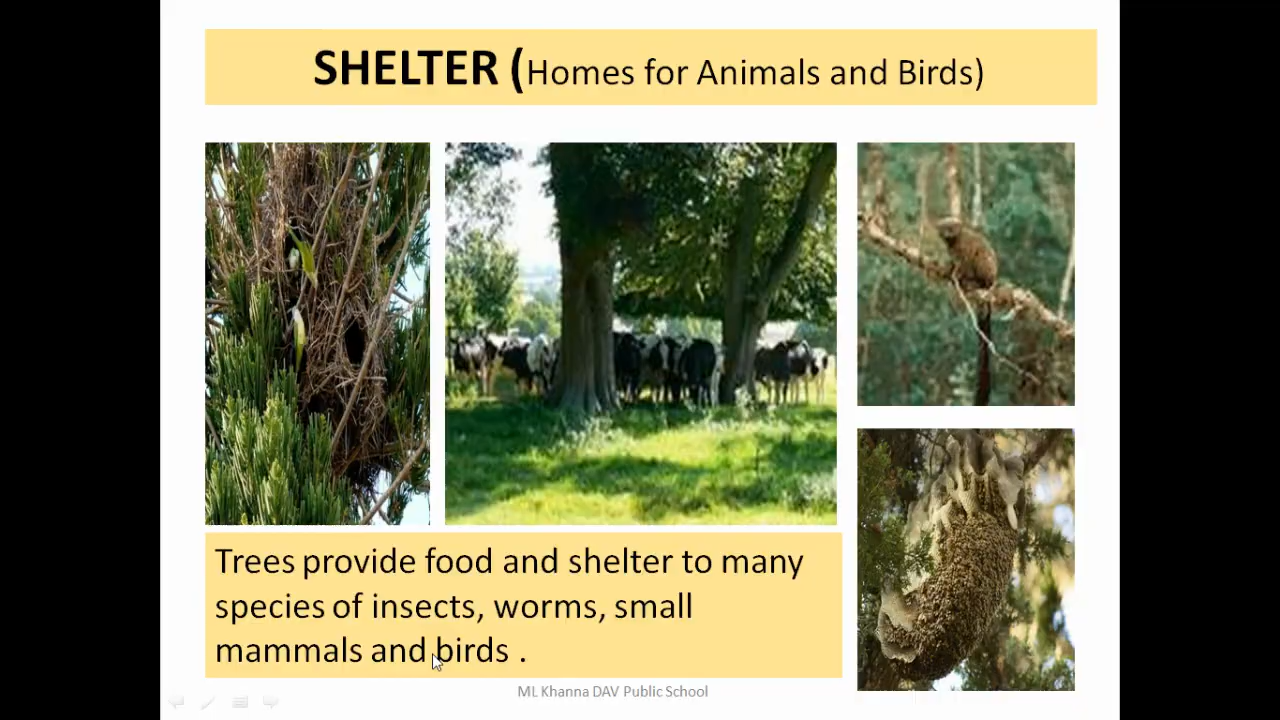 SHELTER (Homes for Animals and Birds)
Trees provide food and shelter to many
species of insects, worms, small
mammals and birds .
ML Khanna DAV Public School